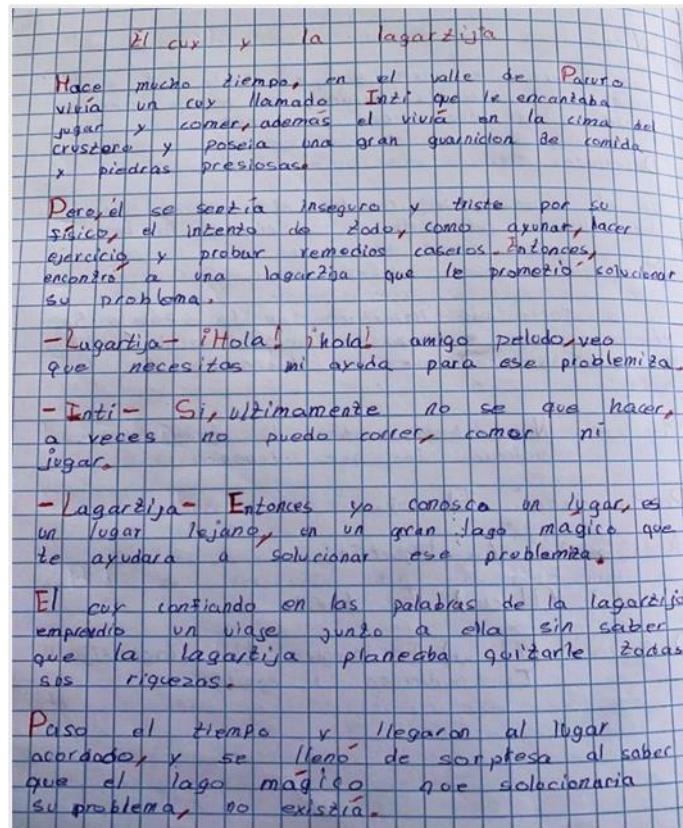 El cuy y la lagartija
Hace mucho tiempo, en el valle de Paruro
vivía un cuy llamado Inti que le encantaba
jugar y comer, además el vivía en la cima del
crustero y poseia una gran guarnicion de comida
y piedras presiosas.
Pero, él se sentía inseguro y triste por su
físico, el intento de todo, como ayunar, hacer
ejercicio y probar remedios caseros. Entonces,
encontró a una lagartija que le prometió solucionar
su problema.
-Lagartija- ¡Hola! ¡hola! amigo peludo, veo
que necesitas mi ayuda para ese problemita.
-Inti- Si, ultimamente no se que hacer,
a veces no puedo correr, comer ni
jugar.
-Lagartija- Entonces yo conosco un lugar, es
un lugar lejano, en un gran lago magico que
te ayudara a solucionar ese problemita.
El cuy confiando en las palabras de la lagartija
emprendio un viaje junto a ella sin saber
que la lagartija planeaba quitarle todas
sus riquezas.
Paso el tiempo y llegaron al lugar
acordado, y se llenó de sorpresa al saber
que el lago mágico que solucionaria
su problema, no existía.